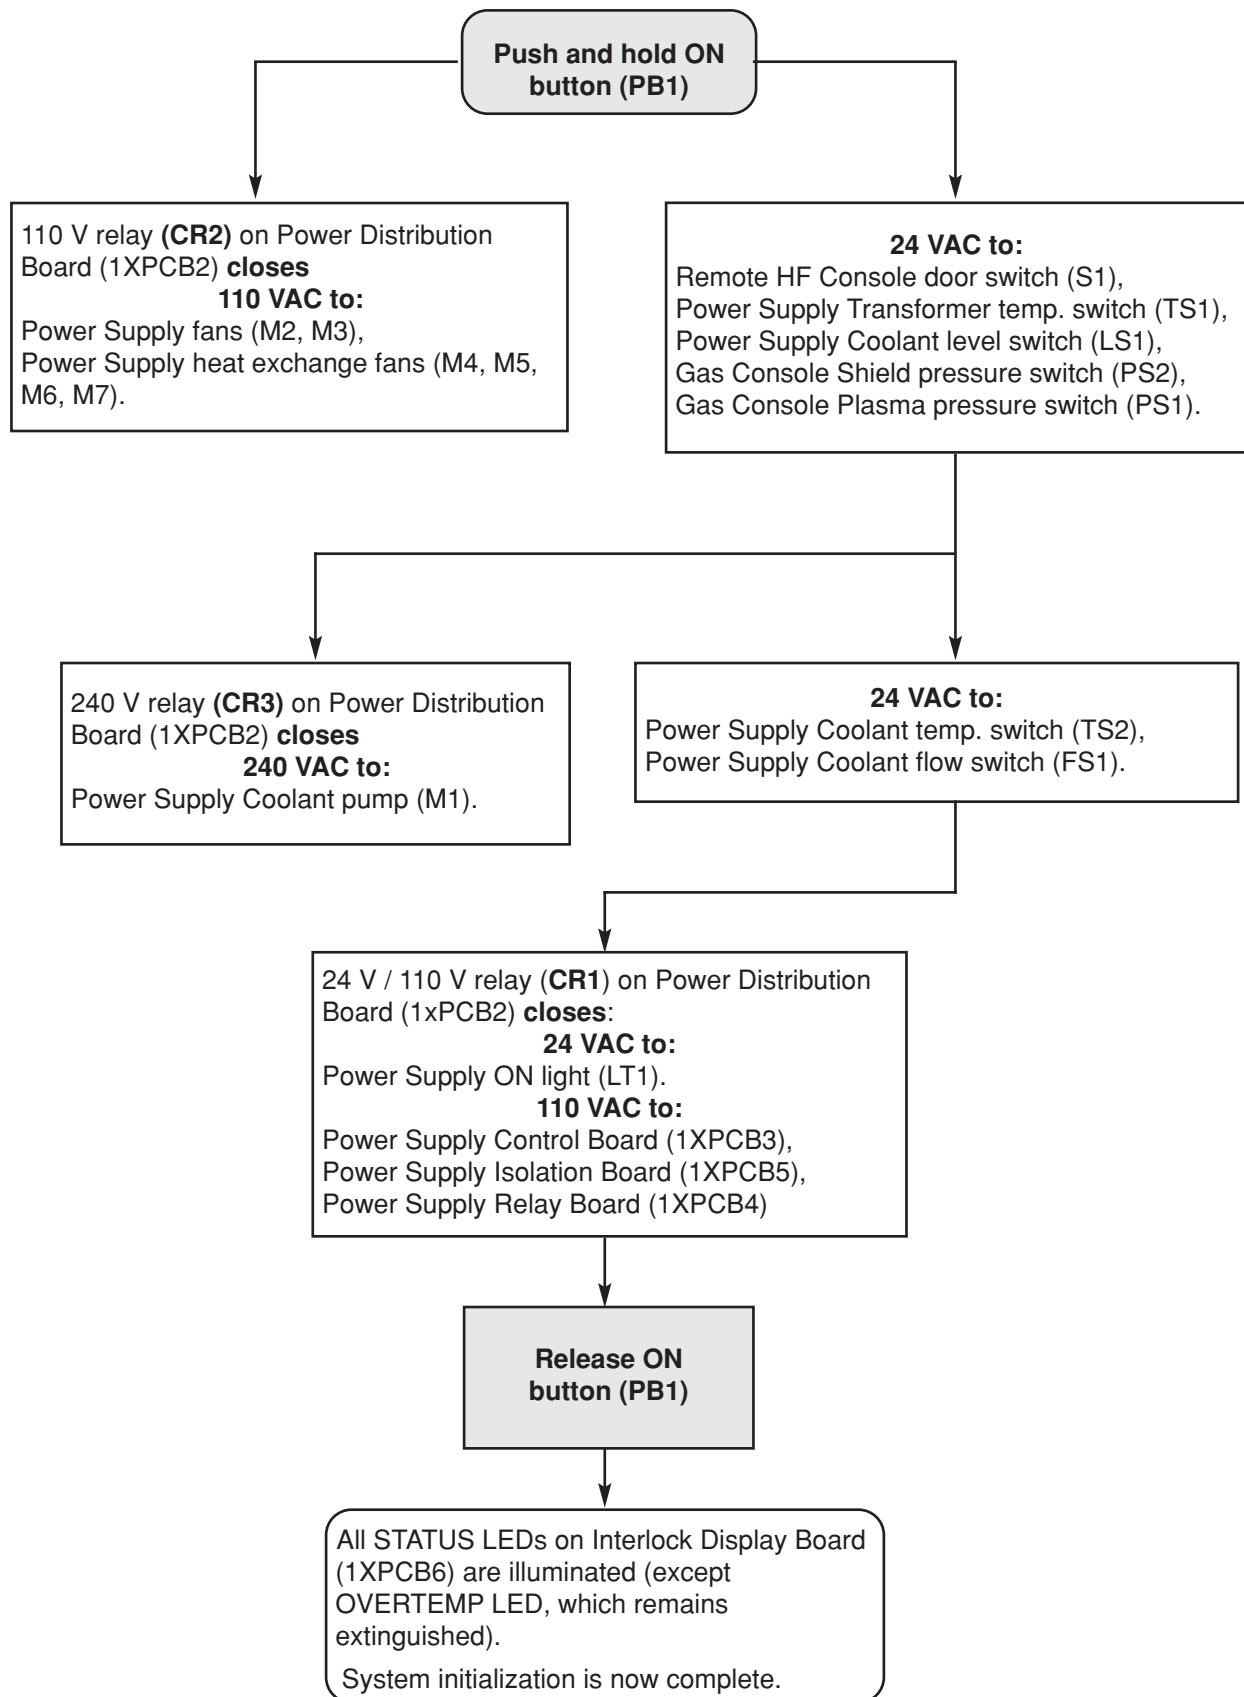 Push and hold ON
button (PB1)
110 V relay (CR2) on Power Distribution
Board (1XPCB2) closes
110 VAC to:
Power Supply fans (M2, M3),
Power Supply heat exchange fans (M4, M5,
M6, M7).
24 VAC to:
Remote HF Console door switch (S1),
Power Supply Transformer temp. switch (TS1),
Power Supply Coolant level switch (LS1),
Gas Console Shield pressure switch (PS2),
Gas Console Plasma pressure switch (PS1).
240 V relay (CR3) on Power Distribution
Board (1XPCB2) closes
240 VAC to:
Power Supply Coolant pump (M1).
24 VAC to:
Power Supply Coolant temp. switch (TS2),
Power Supply Coolant flow switch (FS1).
24 V / 110 V relay (CR1) on Power Distribution
Board (1xPCB2) closes:
24 VAC to:
Power Supply ON light (LT1).
110 VAC to:
Power Supply Control Board (1XPCB3),
Power Supply Isolation Board (1XPCB5),
Power Supply Relay Board (1XPCB4)
Release ON
button (PB1)
All STATUS LEDs on Interlock Display Board
(1XPCB6) are illuminated (except
OVERTEMP LED, which remains
extinguished).
System initialization is now complete.